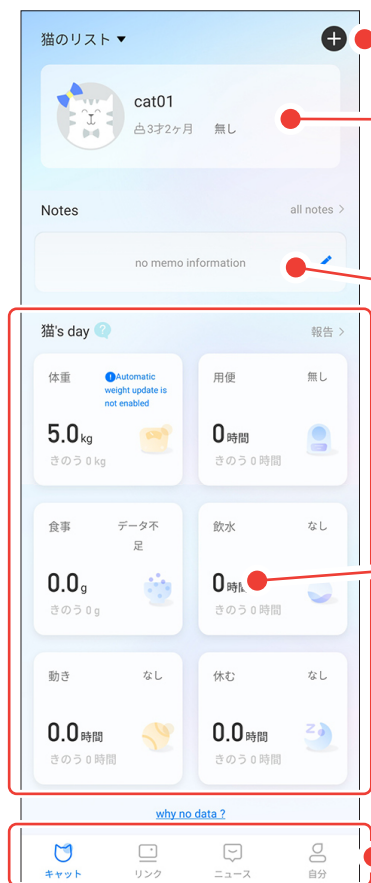 猫のリスト
cat01
3才2ヶ月 無し
Notes all notes >
no memo information
猫's day ? 報告 >
体重 !Automatic weight update is not enabled
5.0kg
きのう 0 kg
用便 無し
0時間
きのう 0 時間
食事 データ不足
0.0g
きのう 0 g
飲水 なし
0時
きのう 0 時間
動き なし
0.0時間
きのう 0 時間
休む なし
0.0時間
きのう 0 時間
why no data ?
キャット リンク ニュース 自分